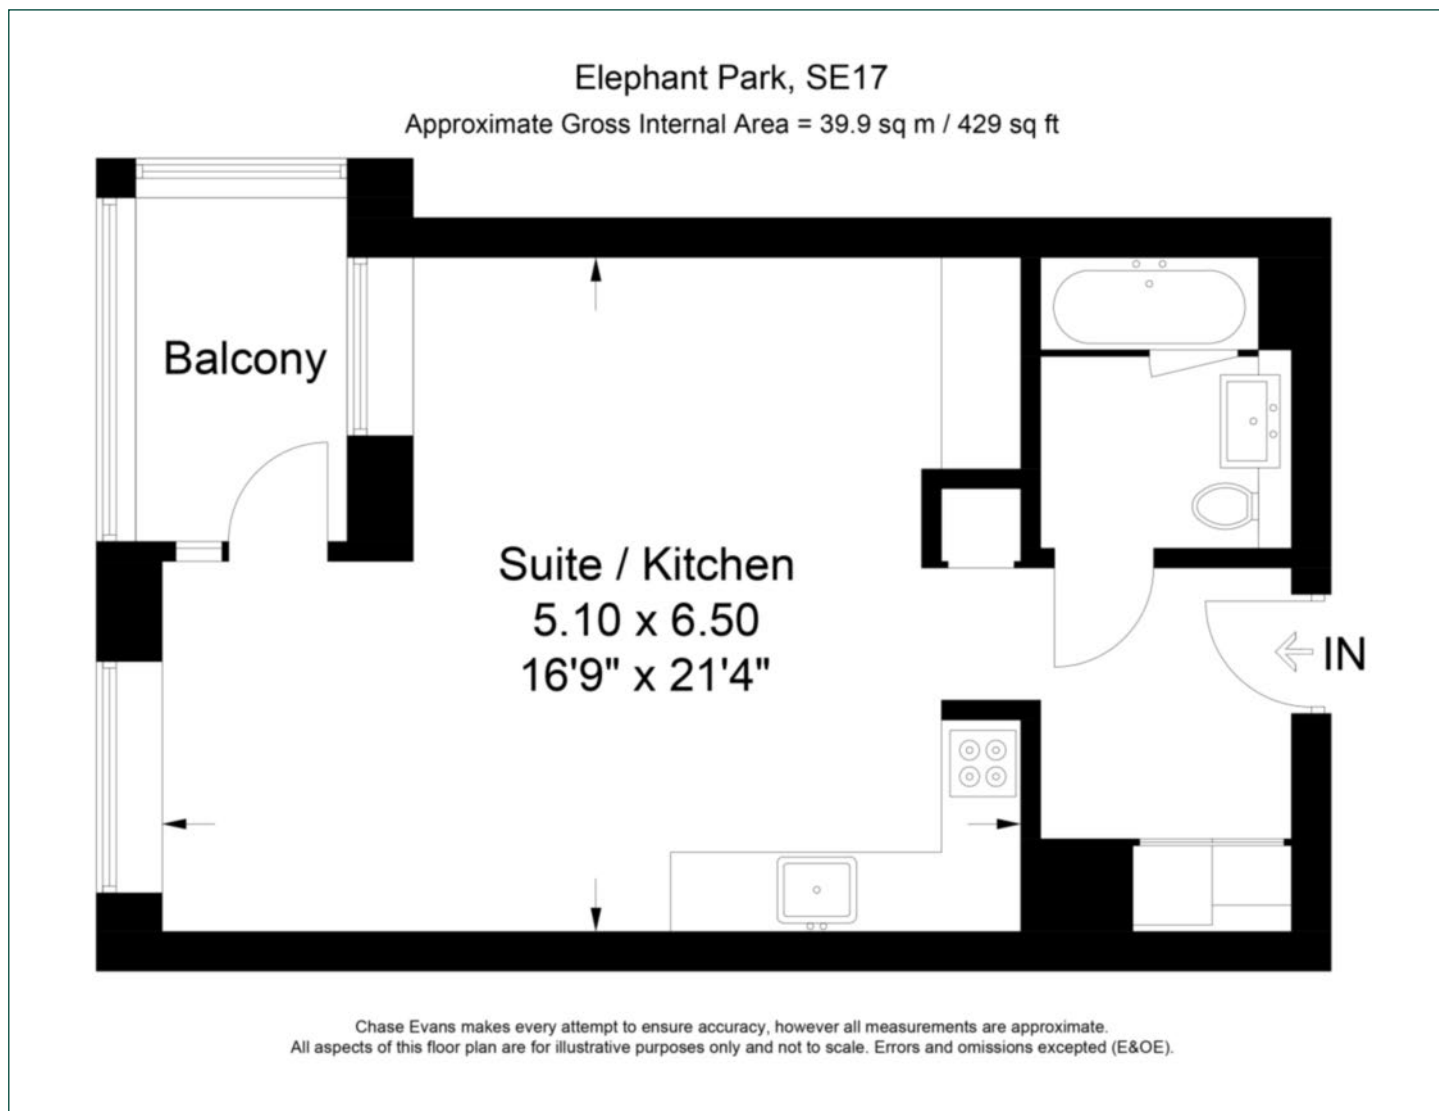 Elephant Park, SE17
Approximate Gross Internal Area = 39.9 sq m / 429 sq ft
Balcony
Suite / Kitchen
5.10 x 6.50
16'9" x 21'4"
IN
Chase Evans makes every attempt to ensure accuracy, however all measurements are approximate.
All aspects of this floor plan are for illustrative purposes only and not to scale. Errors and omissions excepted (E&OE).